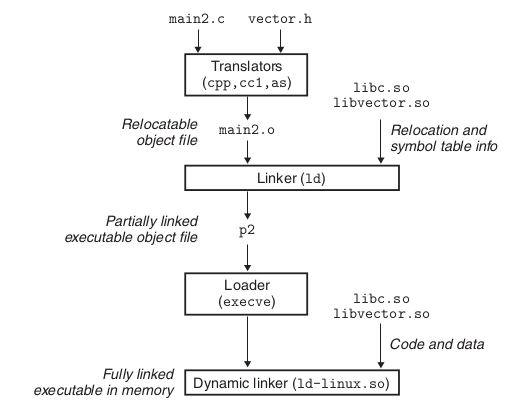 main2.c vector.h
Translators
(cpp,cc1,as)
libc.so
libvector.so
Relocatable
object file
main2.o
Relocation and
symbol table info
Linker (ld)
Partially linked
executable object file
p2
Loader
(execve)
libc.so
libvector.so
Code and data
Fully linked
executable in memory
Dynamic linker (ld-linux.so)